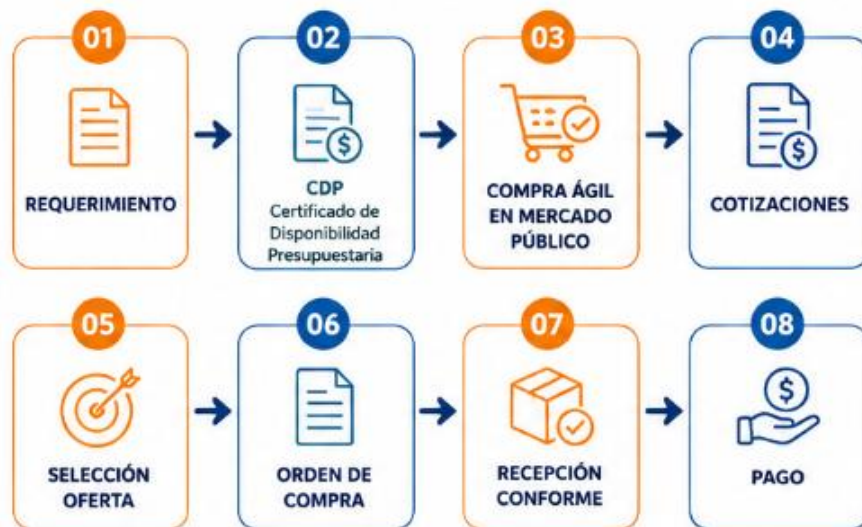 01
REQUERIMIENTO
02
$
CDP
Certificado de
Disponibilidad
Presupuestaria
03
COMPRA ÁGIL
EN MERCADO
PÚBLICO
04
$
COTIZACIONES
05
SELECCIÓN
OFERTA
06
ORDEN DE
COMPRA
07
RECEPCIÓN
CONFORME
08
$
PAGO